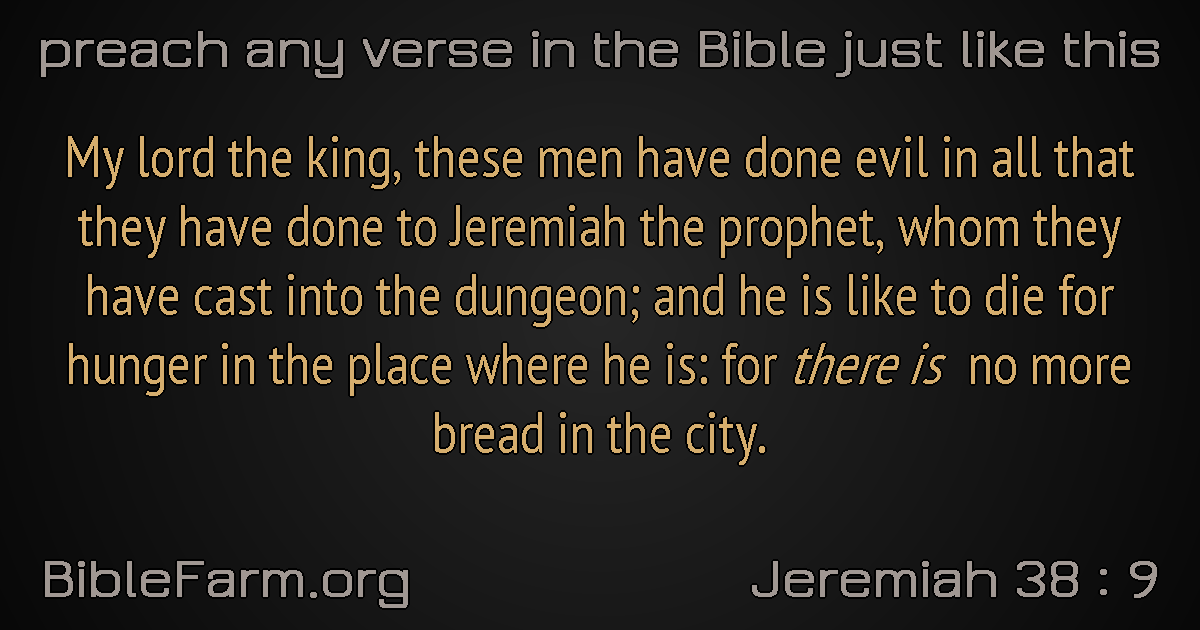 preach any verse in the Bible just like this
My lord the king, these men have done evil in all that
they have done to Jeremiah the prophet, whom they
have cast into the dungeon; and he is like to die for
hunger in the place where he is: for there is no more
bread in the city.
BibleFarm.org
Jeremiah 38 : 9